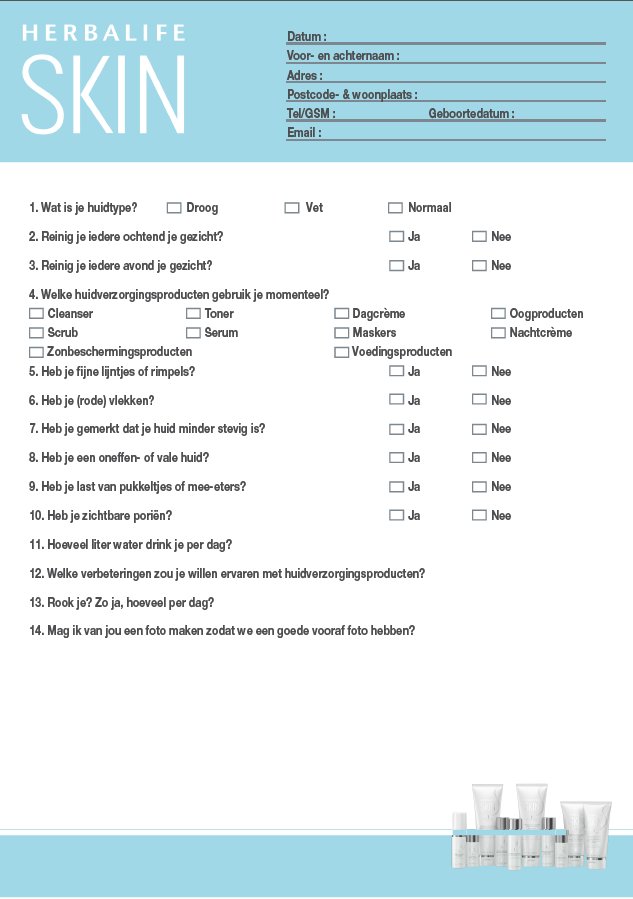 HERBALIFE
SKIN
Datum :
Voor- en achternaam :
Adres :
Postcode- & woonplaats :
Tel/GSM : Geboortedatum :
Email :
1. Wat is je huidtype? Droog Vet Normaal
2. Reinig je iedere ochtend je gezicht? Ja Nee
3. Reinig je iedere avond je gezicht? Ja Nee
4. Welke huidverzorgingsproducten gebruik je momenteel?
Cleanser Toner Dagcrème Oogproducten
Scrub Serum Maskers Nachtcrème
Zonbeschermingsproducten Voedingsproducten
5. Heb je fijne lijntjes of rimpels? Ja Nee
6. Heb je (rode) vlekken? Ja Nee
7. Heb je gemerkt dat je huid minder stevig is? Ja Nee
8. Heb je een oneffen- of vale huid? Ja Nee
9. Heb je last van pukkeltjes of mee-eters? Ja Nee
10. Heb je zichtbare poriën? Ja Nee
11. Hoeveel liter water drink je per dag?
12. Welke verbeteringen zou je willen ervaren met huidverzorgingsproducten?
13. Rook je? Zo ja, hoeveel per dag?
14. Mag ik van jou een foto maken zodat we een goede vooraf foto hebben?